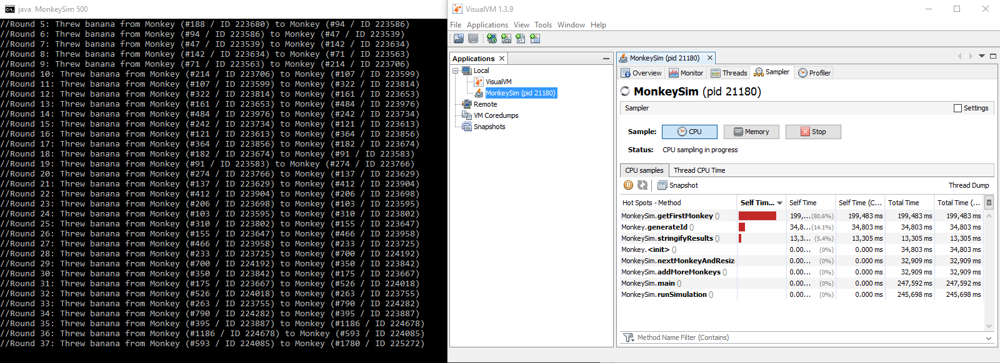 java  MonkeySim 500
//Round 5: Threw banana from Monkey (#188 / ID 223680) to Monkey (#94 / ID 223586)
//Round 6: Threw banana from Monkey (#94 / ID 223586) to Monkey (#47 / ID 223539)
//Round 7: Threw banana from Monkey (#47 / ID 223539) to Monkey (#142 / ID 223634)
//Round 8: Threw banana from Monkey (#142 / ID 223634) to Monkey (#71 / ID 223563)
//Round 9: Threw banana from Monkey (#71 / ID 223563) to Monkey (#214 / ID 223706)
//Round 10: Threw banana from Monkey (#214 / ID 223706) to Monkey (#107 / ID 223599)
//Round 11: Threw banana from Monkey (#107 / ID 223599) to Monkey (#322 / ID 223814)
//Round 12: Threw banana from Monkey (#322 / ID 223814) to Monkey (#161 / ID 223653)
//Round 13: Threw banana from Monkey (#161 / ID 223653) to Monkey (#484 / ID 223976)
//Round 14: Threw banana from Monkey (#484 / ID 223976) to Monkey (#242 / ID 223734)
//Round 15: Threw banana from Monkey (#242 / ID 223734) to Monkey (#121 / ID 223613)
//Round 16: Threw banana from Monkey (#121 / ID 223613) to Monkey (#364 / ID 223856)
//Round 17: Threw banana from Monkey (#364 / ID 223856) to Monkey (#182 / ID 223674)
//Round 18: Threw banana from Monkey (#182 / ID 223674) to Monkey (#91 / ID 223583)
//Round 19: Threw banana from Monkey (#91 / ID 223583) to Monkey (#274 / ID 223766)
//Round 20: Threw banana from Monkey (#274 / ID 223766) to Monkey (#137 / ID 223629)
//Round 21: Threw banana from Monkey (#137 / ID 223629) to Monkey (#412 / ID 223904)
//Round 22: Threw banana from Monkey (#412 / ID 223904) to Monkey (#206 / ID 223698)
//Round 23: Threw banana from Monkey (#206 / ID 223698) to Monkey (#103 / ID 223595)
//Round 24: Threw banana from Monkey (#103 / ID 223595) to Monkey (#310 / ID 223802)
//Round 25: Threw banana from Monkey (#310 / ID 223802) to Monkey (#155 / ID 223647)
//Round 26: Threw banana from Monkey (#155 / ID 223647) to Monkey (#466 / ID 223958)
//Round 27: Threw banana from Monkey (#466 / ID 223958) to Monkey (#233 / ID 223725)
//Round 28: Threw banana from Monkey (#233 / ID 223725) to Monkey (#700 / ID 224192)
//Round 29: Threw banana from Monkey (#700 / ID 224192) to Monkey (#350 / ID 223842)
//Round 30: Threw banana from Monkey (#350 / ID 223842) to Monkey (#175 / ID 223667)
//Round 31: Threw banana from Monkey (#175 / ID 223667) to Monkey (#526 / ID 224018)
//Round 32: Threw banana from Monkey (#526 / ID 224018) to Monkey (#263 / ID 223755)
//Round 33: Threw banana from Monkey (#263 / ID 223755) to Monkey (#790 / ID 224282)
//Round 34: Threw banana from Monkey (#790 / ID 224282) to Monkey (#395 / ID 223887)
//Round 35: Threw banana from Monkey (#395 / ID 223887) to Monkey (#1186 / ID 224678)
//Round 36: Threw banana from Monkey (#1186 / ID 224678) to Monkey (#593 / ID 224085)
//Round 37: Threw banana from Monkey (#593 / ID 224085) to Monkey (#1780 / ID 225272)
VisualVM 1.3.9
File Applications View Tools Window Help
Applications
Local
VisualVM
MonkeySim (pid 21180)
Remote
VM Coredumps
Snapshots
MonkeySim (pid 21180)
Overview Monitor Threads Sampler Profiler
MonkeySim (pid 21180)
Sampler Settings
Sample: CPU Memory Stop
Status: CPU sampling in progress
CPU samples Thread CPU Time
Snapshot Thread Dump
Hot Spots - Method Self Tim... Self Time Self Time (C... Total Time Total Time (...
MonkeySim.getFirstMonkey () 199,... (80.6%) 199,483 ms 199,483 ms 199,483 ms
Monkey.generateId () 34,8... (14.1%) 34,803 ms 34,803 ms 34,803 ms
MonkeySim.stringifyResults () 13,3... (5.4%) 13,305 ms 13,305 ms 13,305 ms
Monkey.<init> () 0.00... (0%) 0.000 ms 34,803 ms 34,803 ms
MonkeySim.nextMonkeyAndResize 0.00... (0%) 0.000 ms 32,909 ms 32,909 ms
MonkeySim.addMoreMonkeys () 0.00... (0%) 0.000 ms 32,909 ms 32,909 ms
MonkeySim.main () 0.00... (0%) 0.000 ms 247,592 ms 247,592 ms
MonkeySim.runSimulation () 0.00... (0%) 0.000 ms 245,698 ms 245,698 ms
Method Name Filter (Contains)